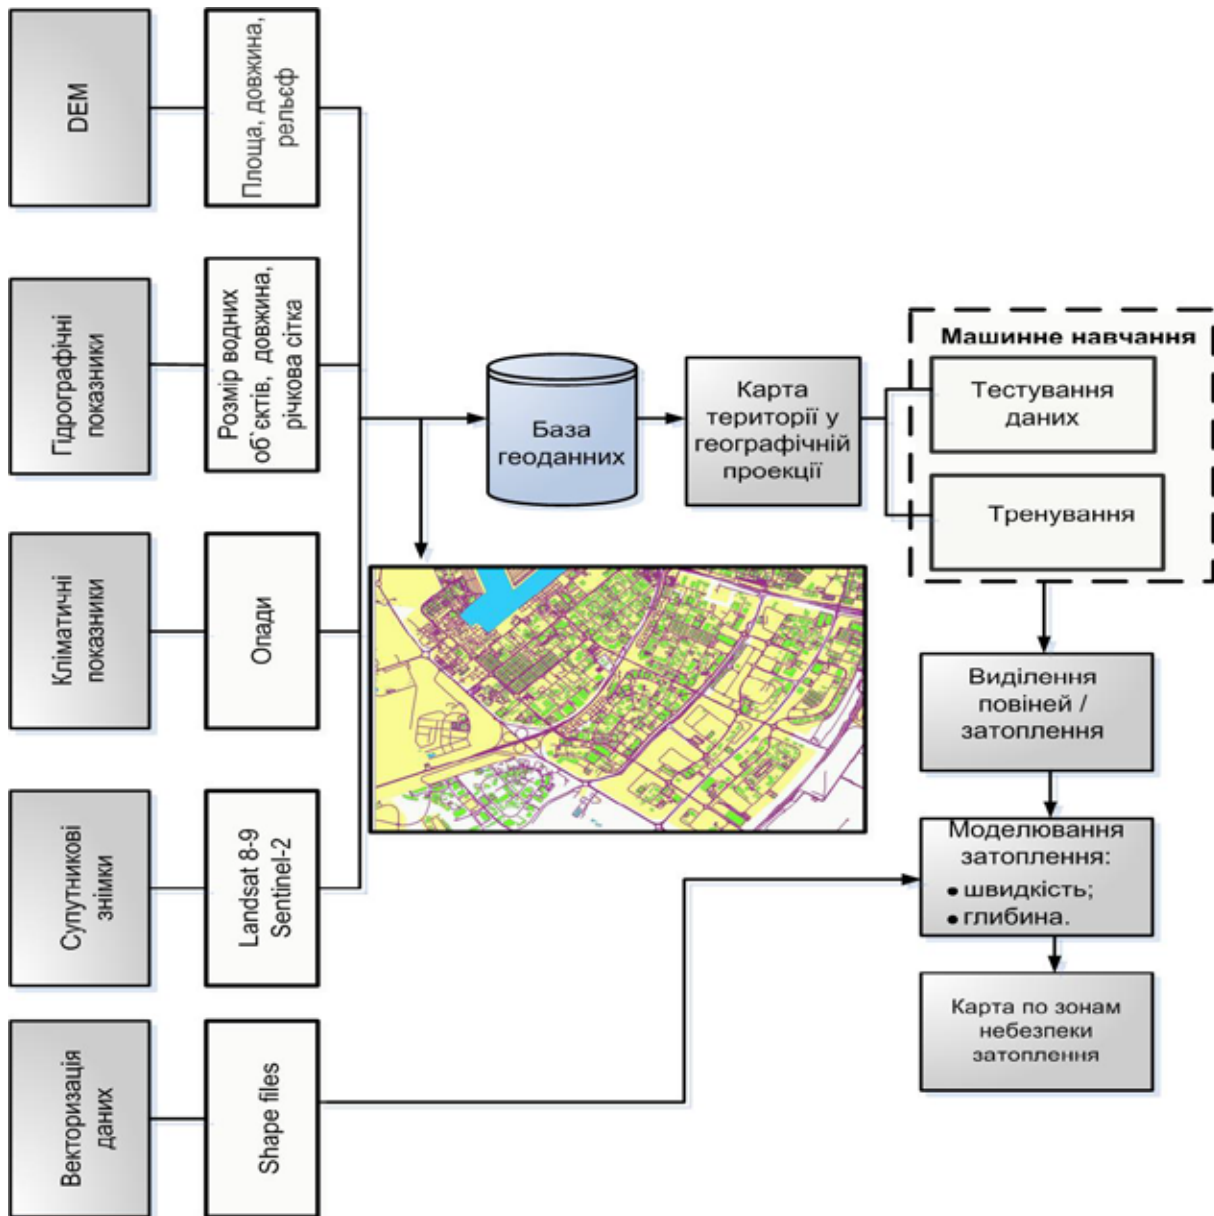 DEM
Площа, довжина,
рельєф
Гідрографічні
показники
Розмір водних
об`єктів, довжина,
річкова сітка
Кліматичні
показники
Опади
Супутникові
знімки
Landsat 8-9
Sentinel-2
Векторизація
даних
Shape files
База
геоданних
Карта
території у
географічній
проекції
Машинне навчання
Тестування
даних
Тренування
Виділення
повіней /
затоплення
Моделювання
затоплення:
• швидкість;
• глибина.
Карта по зонам
небезпеки
затоплення